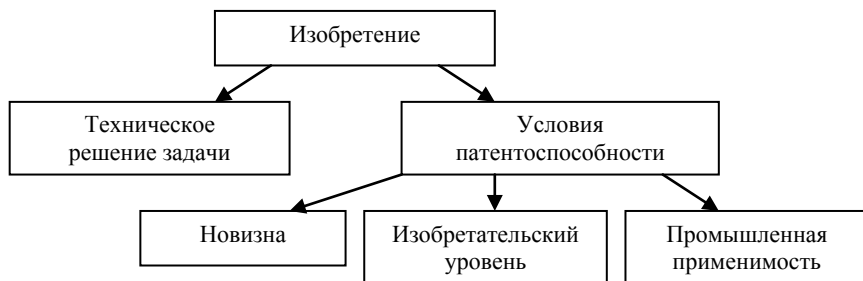 Изобретение
Техническое
решение задачи
Условия
патентоспособности
Новизна
Изобретательский
уровень
Промышленная
применимость